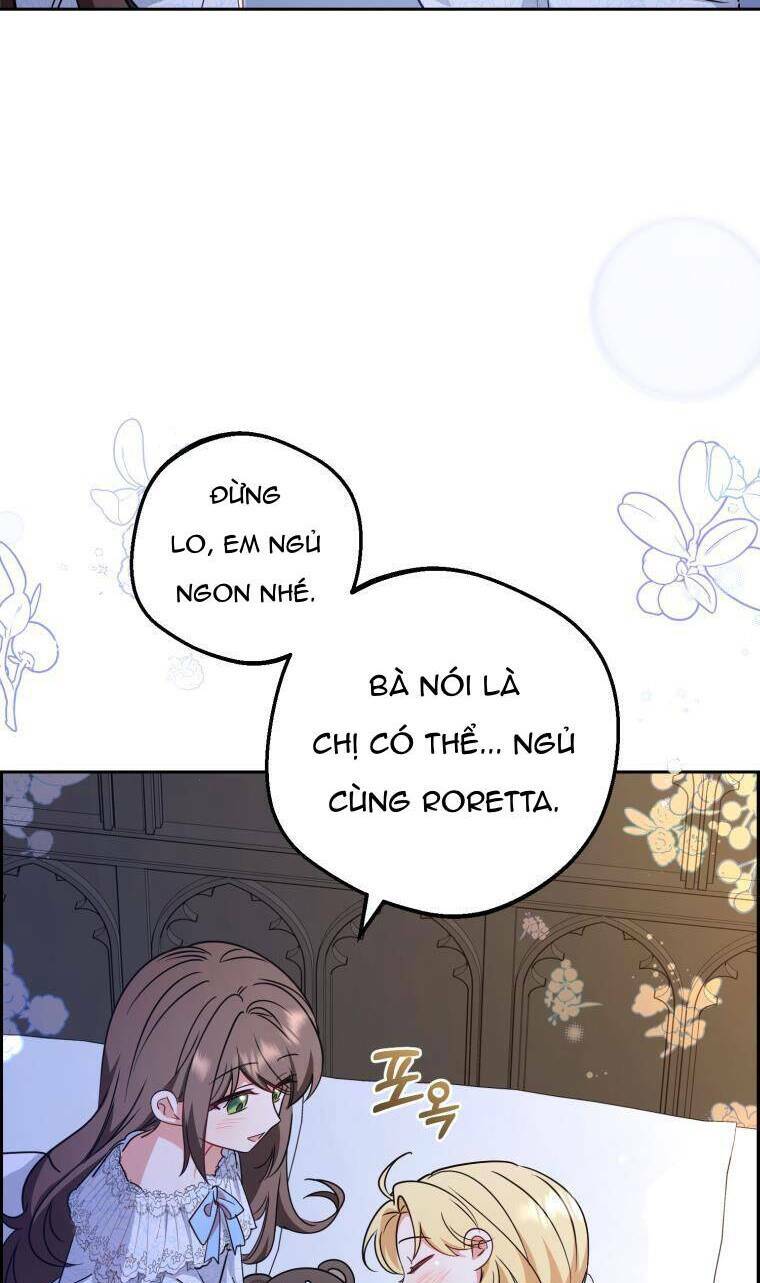 ĐỪNG
LO, EM NGỦ
NGON NHÉ.
BÀ NÓI LÀ
CHỊ CÓ THỂ... NGỦ
CÙNG RORETTA.
포옥